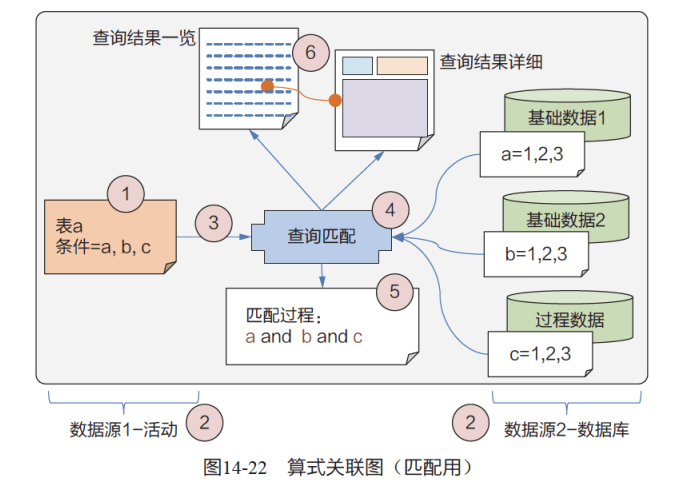 查询结果一览
6
查询结果详细
基础数据1
a=1,2,3
1
表a
条件=a, b, c
3
4
查询匹配
基础数据2
b=1,2,3
5
匹配过程：
a and b and c
过程数据
c=1,2,3
数据源1-活动
2
2
数据源2-数据库
图14-22 算式关联图（匹配用）